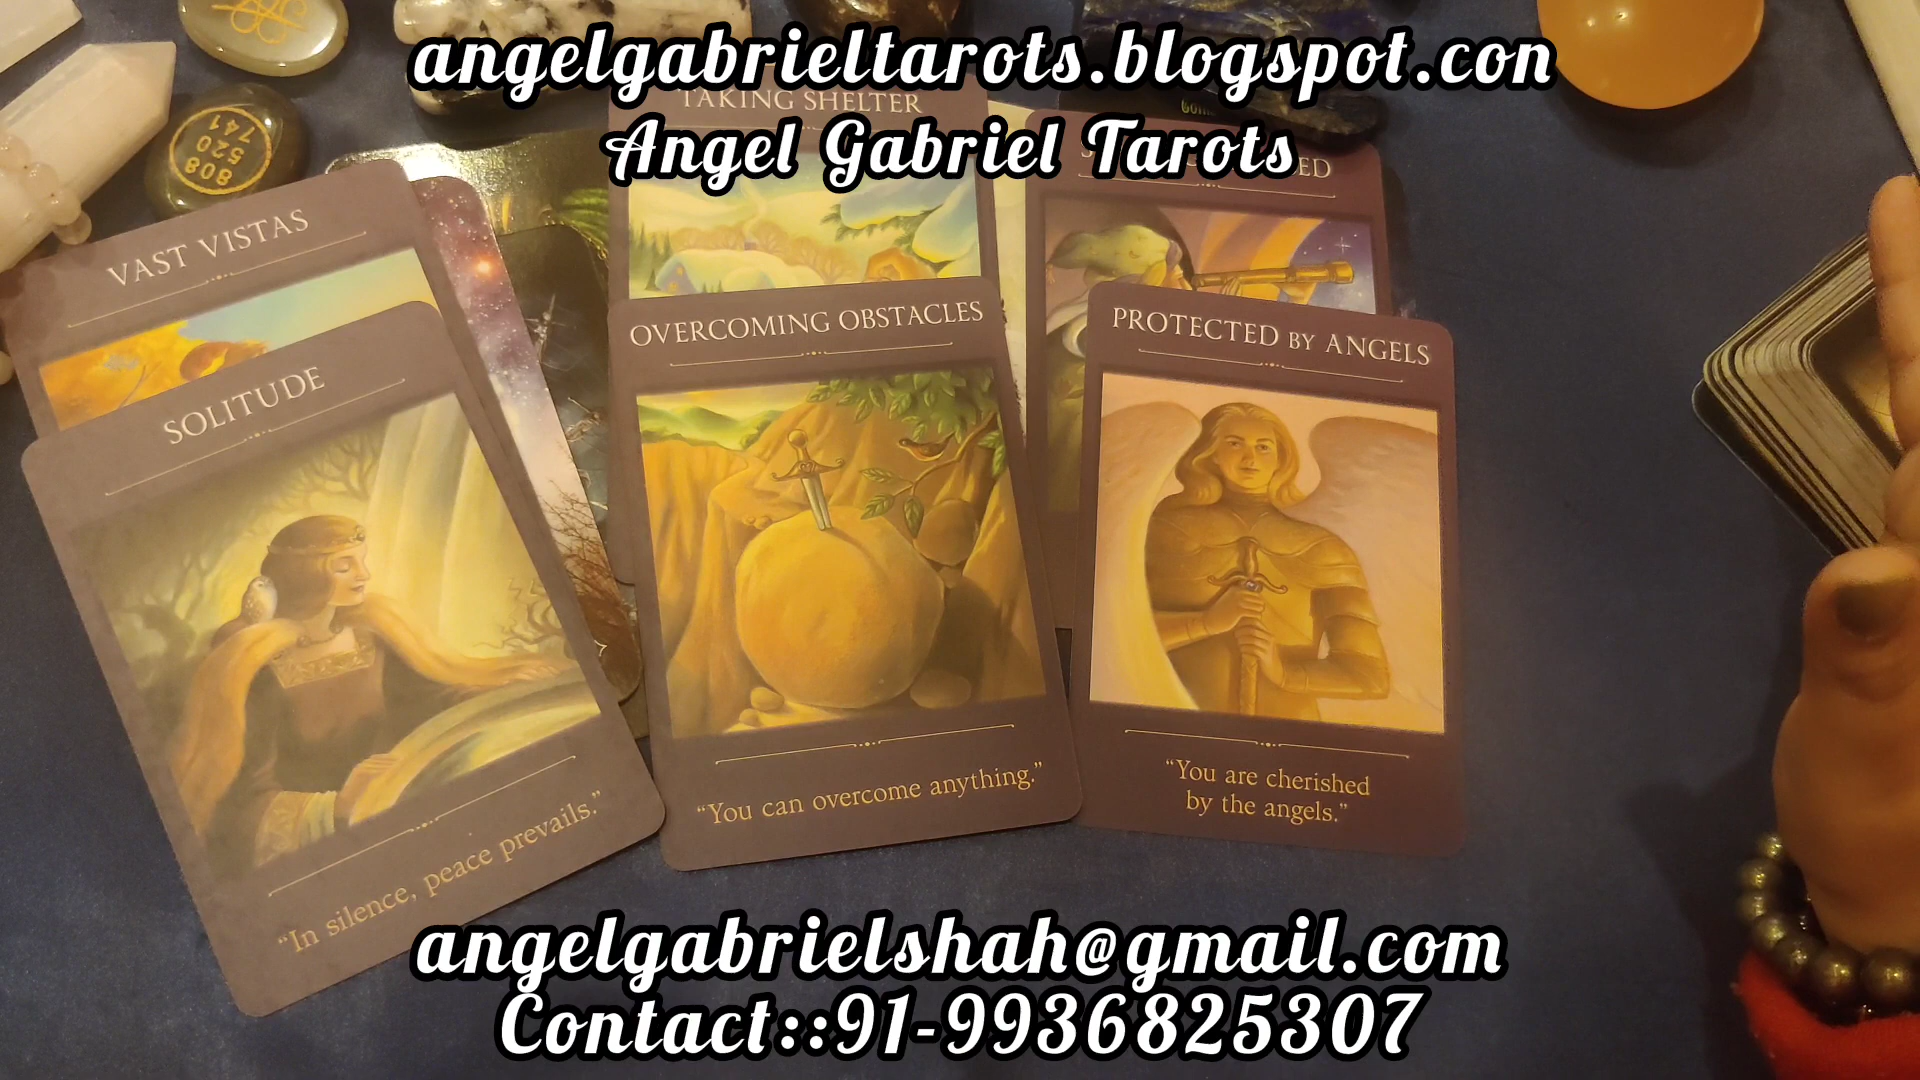 angelgabrieltarots.blogspot.con
TAKING SHELTER
Angel Gabriel Tarots
808
520
741
VAST VISTAS
SOLITUDE
OVERCOMING OBSTACLES
PROTECTED BY ANGELS
“In silence, peace prevails.”
“You can overcome anything.”
“You are cherished
by the angels.”
angelgabrielshah@gmail.com
Contact::91-9936825307